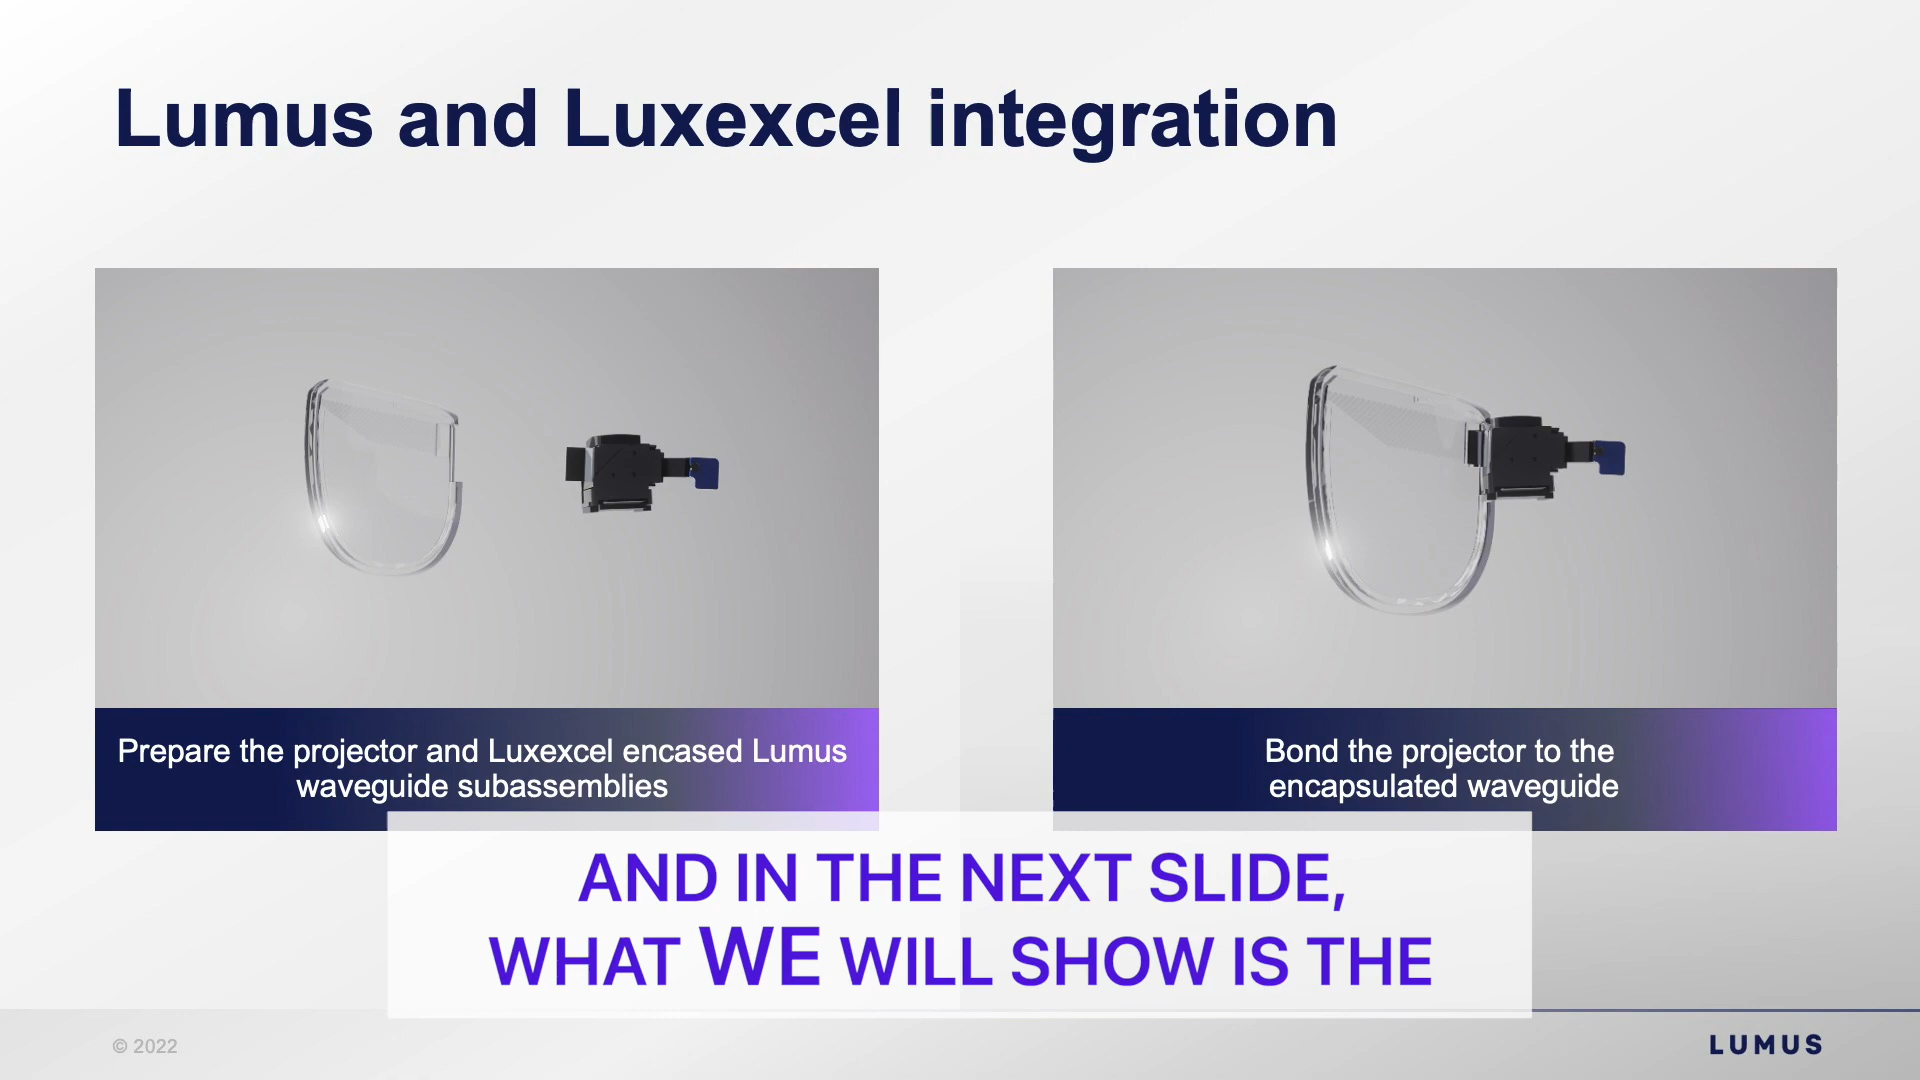 Lumus and Luxexcel integration
Prepare the projector and Luxexcel encased Lumus
waveguide subassemblies
Bond the projector to the
encapsulated waveguide
AND IN THE NEXT SLIDE,
WHAT WE WILL SHOW IS THE
© 2022
LUMUS